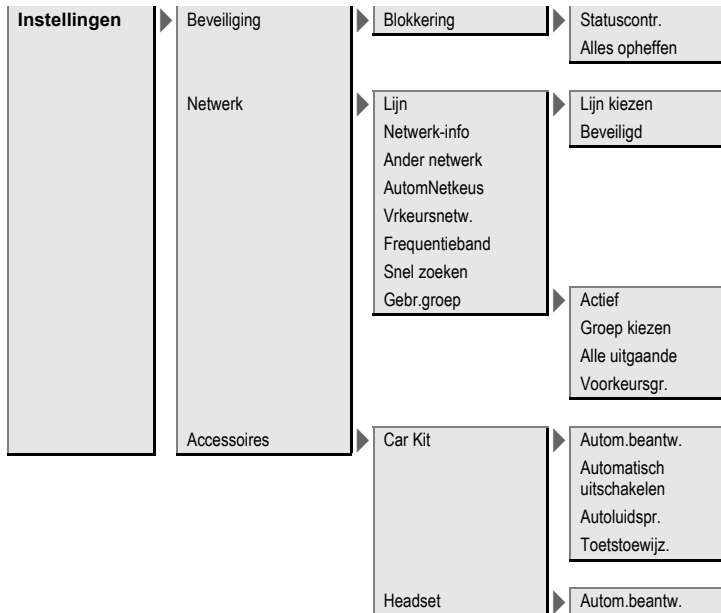 Instellingen Beveiliging Blokkering Statuscontr.
Alles opheffen
Netwerk Lijn Lijn kiezen
Netwerk-info Beveiligd
Ander netwerk
AutomNetkeus
Vrkeursnetw.
Frequentieband
Snel zoeken
Gebr.groep Actief
Groep kiezen
Alle uitgaande
Voorkeursgr.
Accessoires Car Kit Autom.beantw.
Automatisch
uitschakelen
Autoluidspr.
Toetstoewijz.
Headset Autom.beantw.